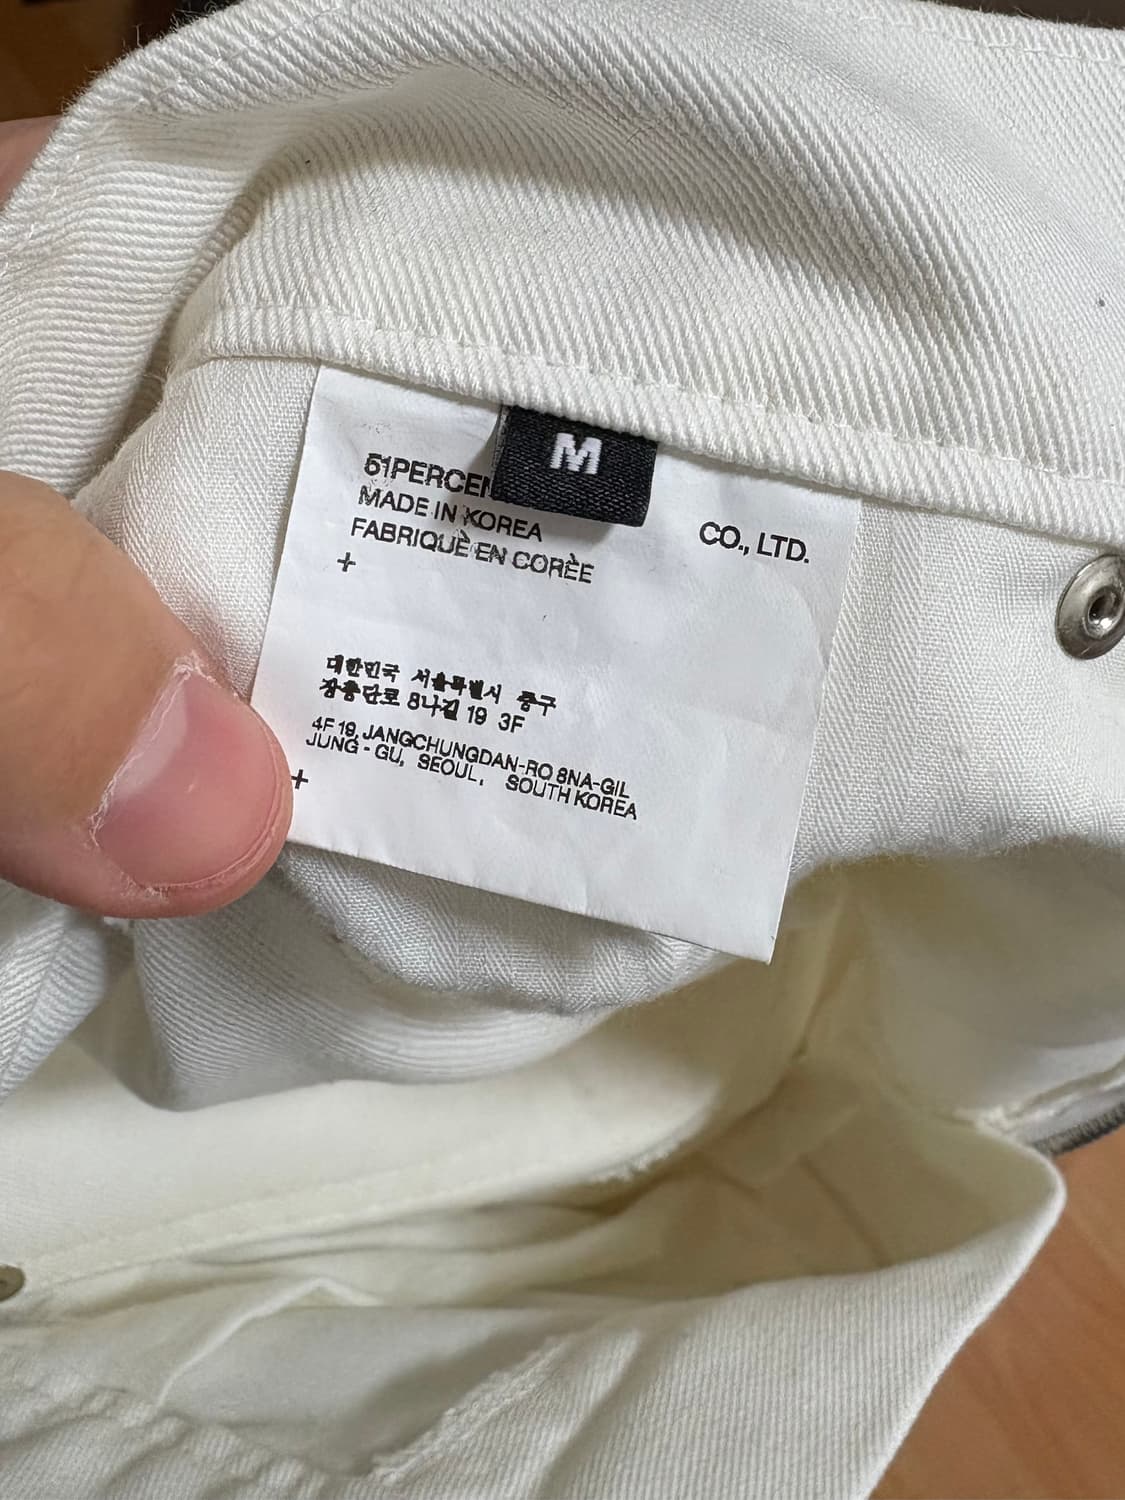 M
51PERCEN CO., LTD.
MADE IN KOREA
FABRIQUÈ EN CORÈE
+
대한민국 서울특별시 중구
장충단로 8나길 19 3F
4F 19, JANGCHUNGDAN-RO 8NA-GIL
JUNG - GU, SEOUL, SOUTH KOREA
+